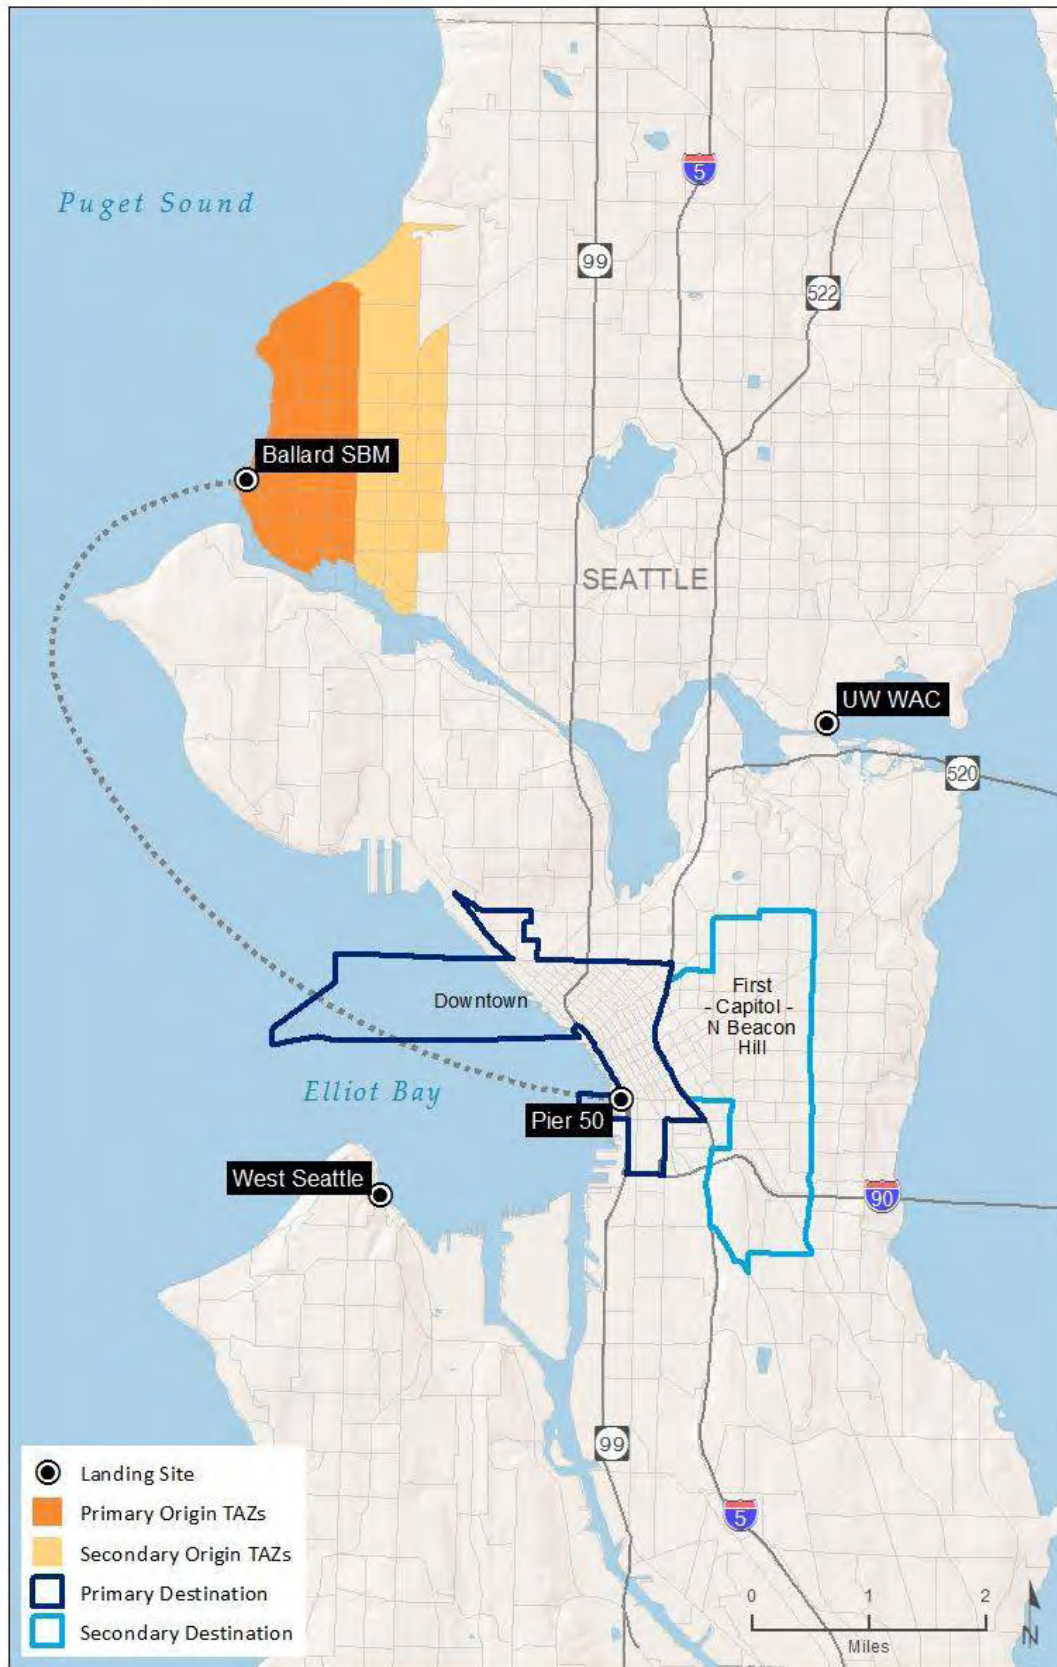 5
Puget Sound
99
522
Ballard SBM
SEATTLE
UW WAC
520
First
- Capitol -
N Beacon
Hill
Downtown
Elliot Bay
Pier 50
West Seattle
90
99
Landing Site
Primary Origin TAZs
5
Secondary Origin TAZs
Primary Destination
Secondary Destination
0 1 2
Miles
N